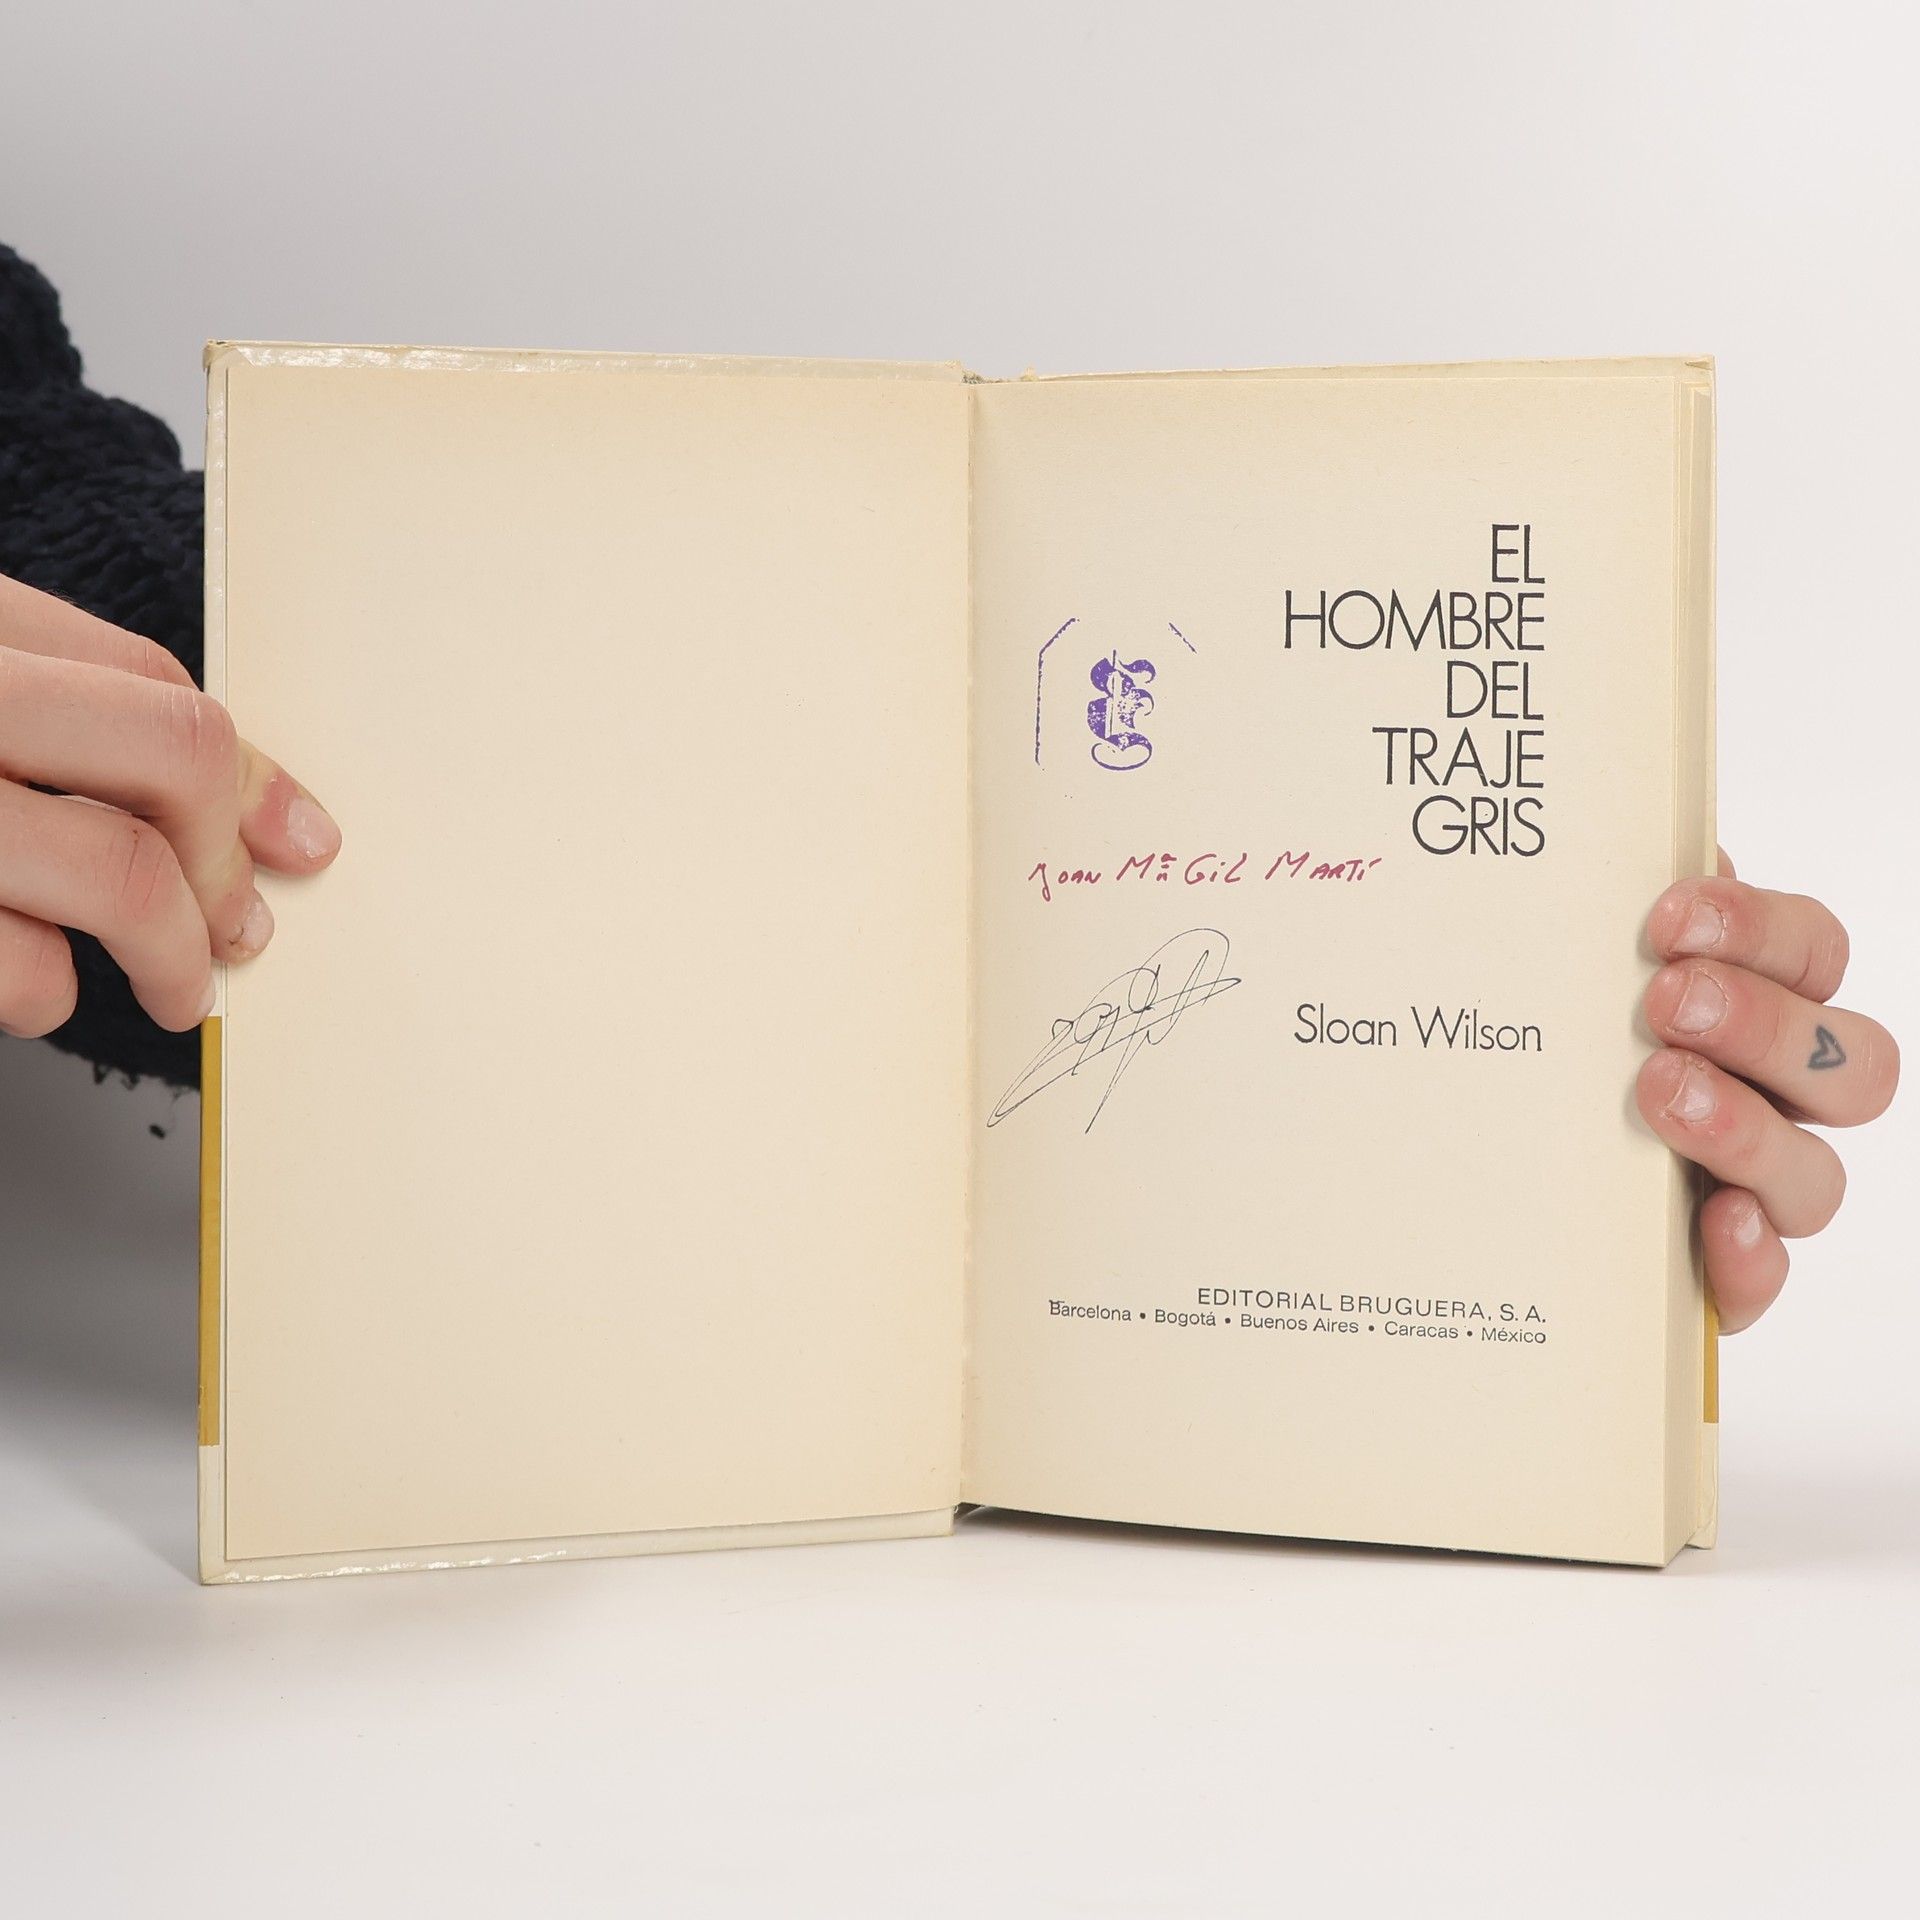 EL
HOMBRE
DEL
TRAJE
GRIS
Joan Mª Gil Martí
Sloan Wilson
EDITORIAL BRUGUERA, S. A.
Barcelona • Bogotá • Buenos Aires • Caracas • México